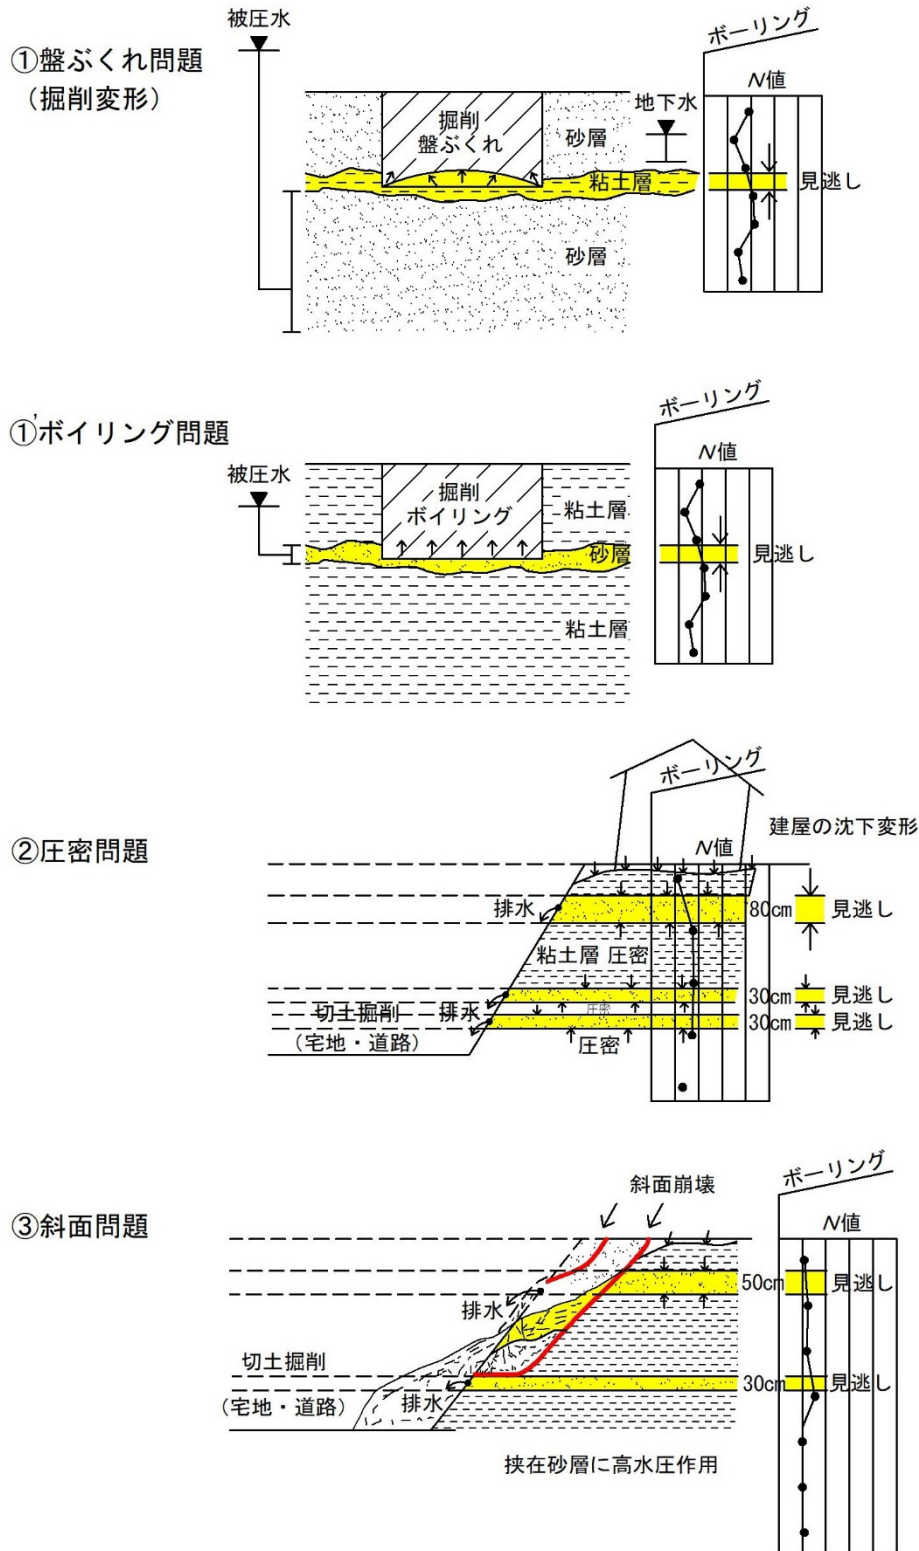 ①盤ぶくれ問題
(掘削変形)
被圧水
掘削
盤ぶくれ
砂層
地下水
粘土層
砂層
ボーリング
N値
見逃し
①'ボイリング問題
被圧水
掘削
ボイリング
粘土層
砂層
粘土層
ボーリング
N値
見逃し
②圧密問題
ボーリング
N値
建屋の沈下変形
排水
80cm
見逃し
粘土層 圧密
30cm
見逃し
切土掘削
排水
圧密
30cm
見逃し
(宅地・道路)
圧密
③斜面問題
斜面崩壊
ボーリング
N値
50cm
見逃し
排水
切土掘削
30cm
見逃し
(宅地・道路)
排水
挟在砂層に高水圧作用